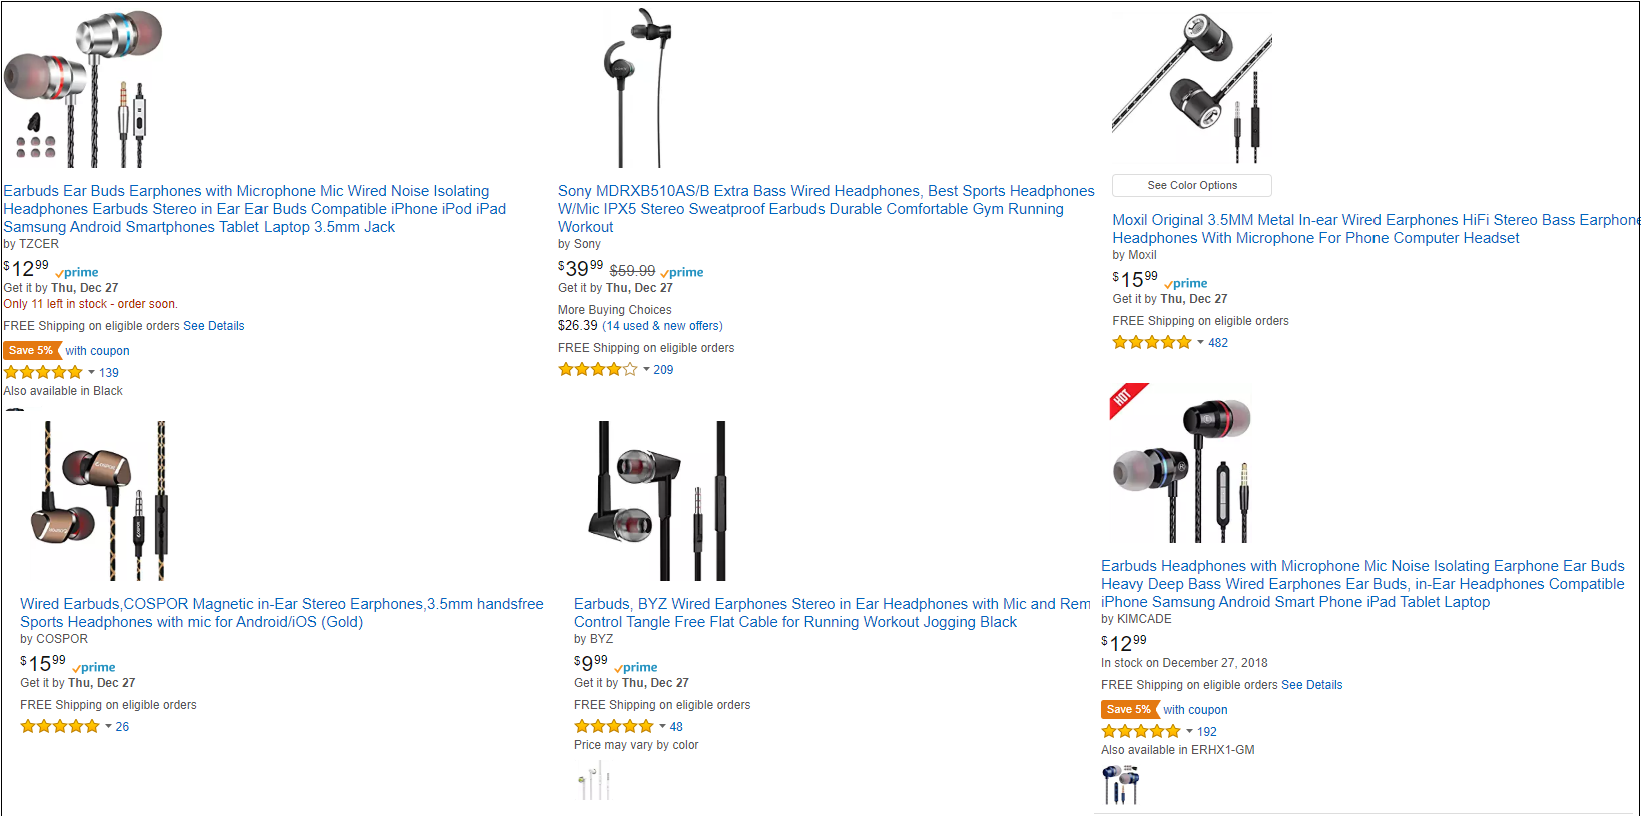 Earbuds Ear Buds Earphones with Microphone Mic Wired Noise Isolating
Headphones Earbuds Stereo in Ear Ear Buds Compatible iPhone iPod iPad
Samsung Android Smartphones Tablet Laptop 3.5mm Jack
by TZCER
$12 99 prime
Get it by Thu, Dec 27
Only 11 left in stock - order soon.
FREE Shipping on eligible orders See Details
Save 5% with coupon
139
Also available in Black
Sony MDRXB510AS/B Extra Bass Wired Headphones, Best Sports Headphones
W/Mic IPX5 Stereo Sweatproof Earbuds Durable Comfortable Gym Running
Workout
by Sony
$39 99 $59.99 prime
Get it by Thu, Dec 27
More Buying Choices
$26.39 (14 used & new offers)
FREE Shipping on eligible orders
209
See Color Options
Moxil Original 3.5MM Metal In-ear Wired Earphones HiFi Stereo Bass Earphone
Headphones With Microphone For Phone Computer Headset
by Moxil
$15 99 prime
Get it by Thu, Dec 27
FREE Shipping on eligible orders
482
COSPOR
Wired Earbuds,COSPOR Magnetic in-Ear Stereo Earphones,3.5mm handsfree
Sports Headphones with mic for Android/iOS (Gold)
by COSPOR
$15 99 prime
Get it by Thu, Dec 27
FREE Shipping on eligible orders
26
Earbuds, BYZ Wired Earphones Stereo in Ear Headphones with Mic and Rem
Control Tangle Free Flat Cable for Running Workout Jogging Black
by BYZ
$9 99 prime
Get it by Thu, Dec 27
FREE Shipping on eligible orders
48
Price may vary by color
HOT
Earbuds Headphones with Microphone Mic Noise Isolating Earphone Ear Buds
Heavy Deep Bass Wired Earphones Ear Buds, in-Ear Headphones Compatible
iPhone Samsung Android Smart Phone iPad Tablet Laptop
by KIMCADE
$12 99
In stock on December 27, 2018
FREE Shipping on eligible orders See Details
Save 5% with coupon
192
Also available in ERHX1-GM